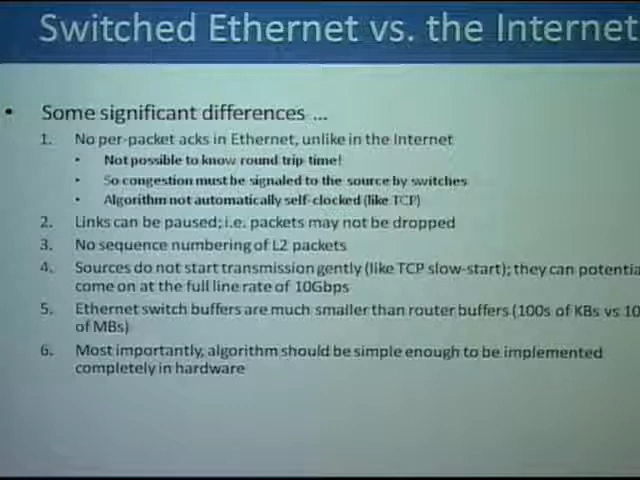 Switched Ethernet vs. the Internet
• Some significant differences ...
1. No per-packet acks in Ethernet, unlike in the Internet
• Not possible to know round trip time!
• So congestion must be signaled to the source by switches
• Algorithm not automatically self-clocked (like TCP)
2. Links can be paused; i.e. packets may not be dropped
3. No sequence numbering of L2 packets
4. Sources do not start transmission gently (like TCP slow-start); they can
come on at the full line rate of 10Gbps
5. Ethernet switch buffers are much smaller than router buffers (100s of KBs vs
of MBs)
6. Most importantly, algorithm should be simple enough to be implemented
completely in hardware